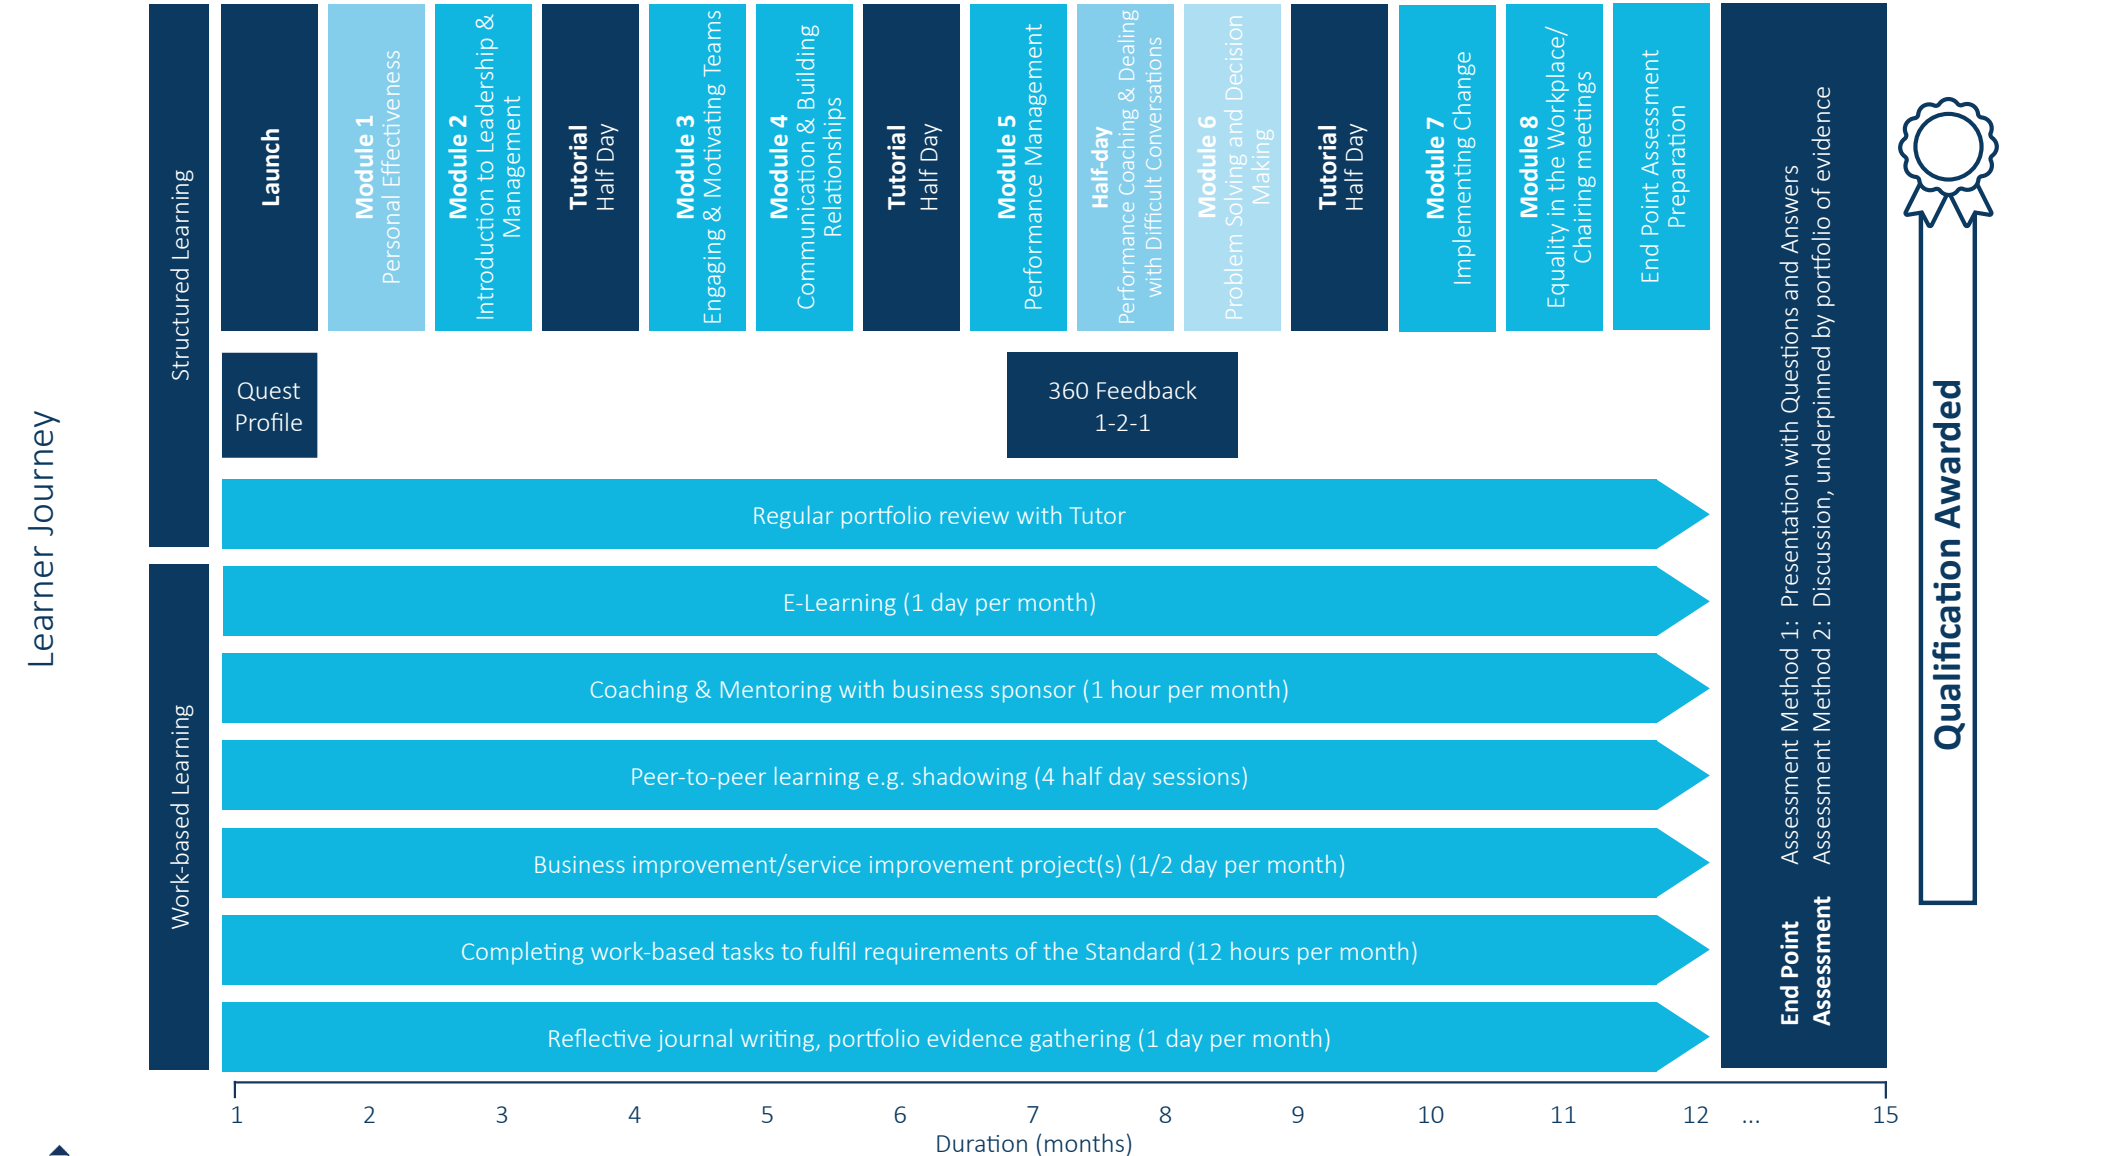 Learner Journey
Structured Learning
Launch
Module 1
Personal Effectiveness
Module 2
Introduction to Leadership &
Management
Tutorial
Half Day
Module 3
Engaging & Motivating Teams
Module 4
Communication & Building
Relationships
Tutorial
Half Day
Module 5
Performance Management
Half-day
Performance Coaching & Dealing
with Difficult Conversations
Module 6
Problem Solving and Decision
Making
Tutorial
Half Day
Module 7
Implementing Change
Module 8
Equality in the Workplace/
Chairing meetings
End Point Assessment
Preparation
Quest
Profile
360 Feedback
1-2-1
Regular portfolio review with Tutor
Work-based Learning
E-Learning (1 day per month)
Coaching & Mentoring with business sponsor (1 hour per month)
Peer-to-peer learning e.g. shadowing (4 half day sessions)
Business improvement/service improvement project(s) (1/2 day per month)
Completing work-based tasks to fulfil requirements of the Standard (12 hours per month)
Reflective journal writing, portfolio evidence gathering (1 day per month)
End Point Assessment Method 1: Presentation with Questions and Answers
Assessment Assessment Method 2: Discussion, underpinned by portfolio of evidence
Qualification Awarded
1 2 3 4 5 6 7 8 9 10 11 12 ... 15
Duration (months)